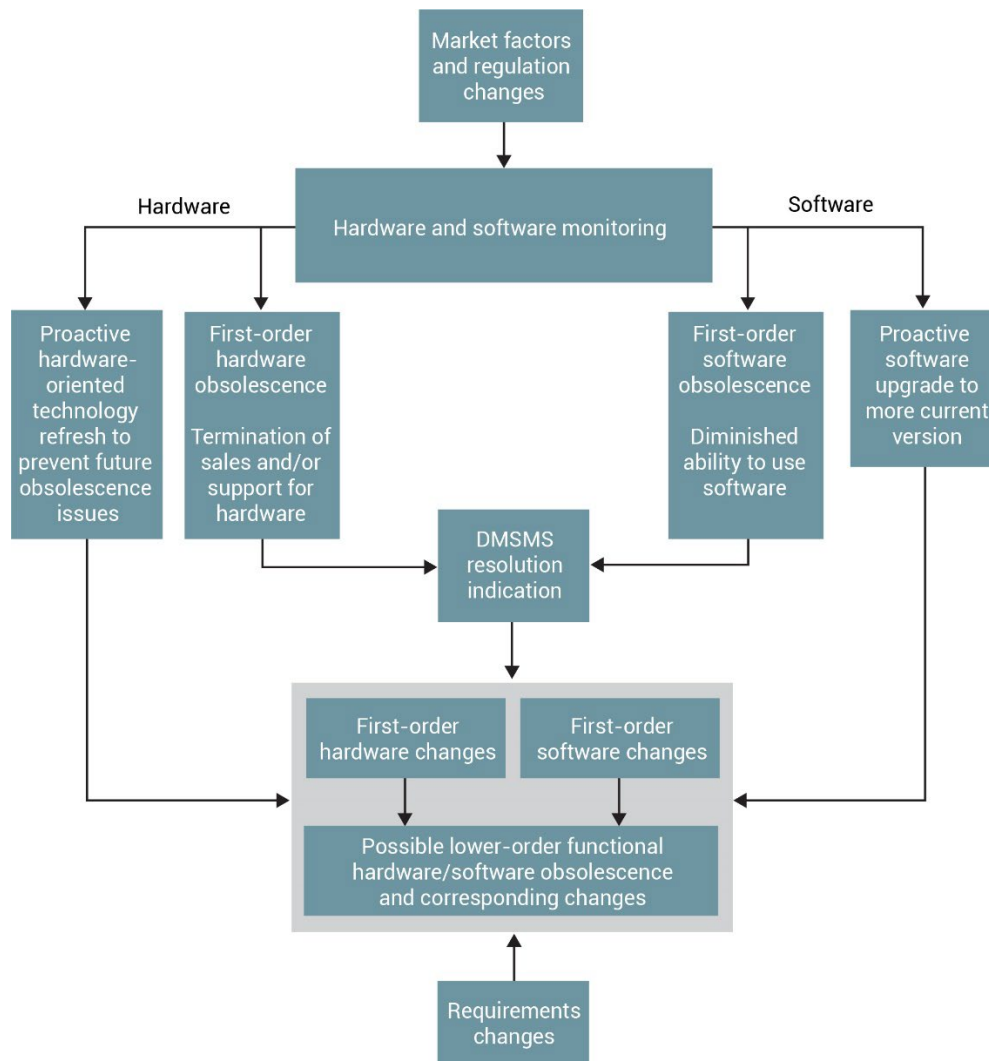 Market factors
and regulation
changes
Hardware
Software
Hardware and software monitoring
Proactive
hardware-
oriented
technology
refresh to
prevent future
obsolescence
issues
First-order
hardware
obsolescence
Termination of
sales and/or
support for
hardware
First-order
software
obsolescence
Diminished
ability to use
software
Proactive
software
upgrade to
more current
version
DMSMS
resolution
indication
First-order
hardware changes
First-order
software changes
Possible lower-order functional
hardware/software obsolescence
and corresponding changes
Requirements
changes